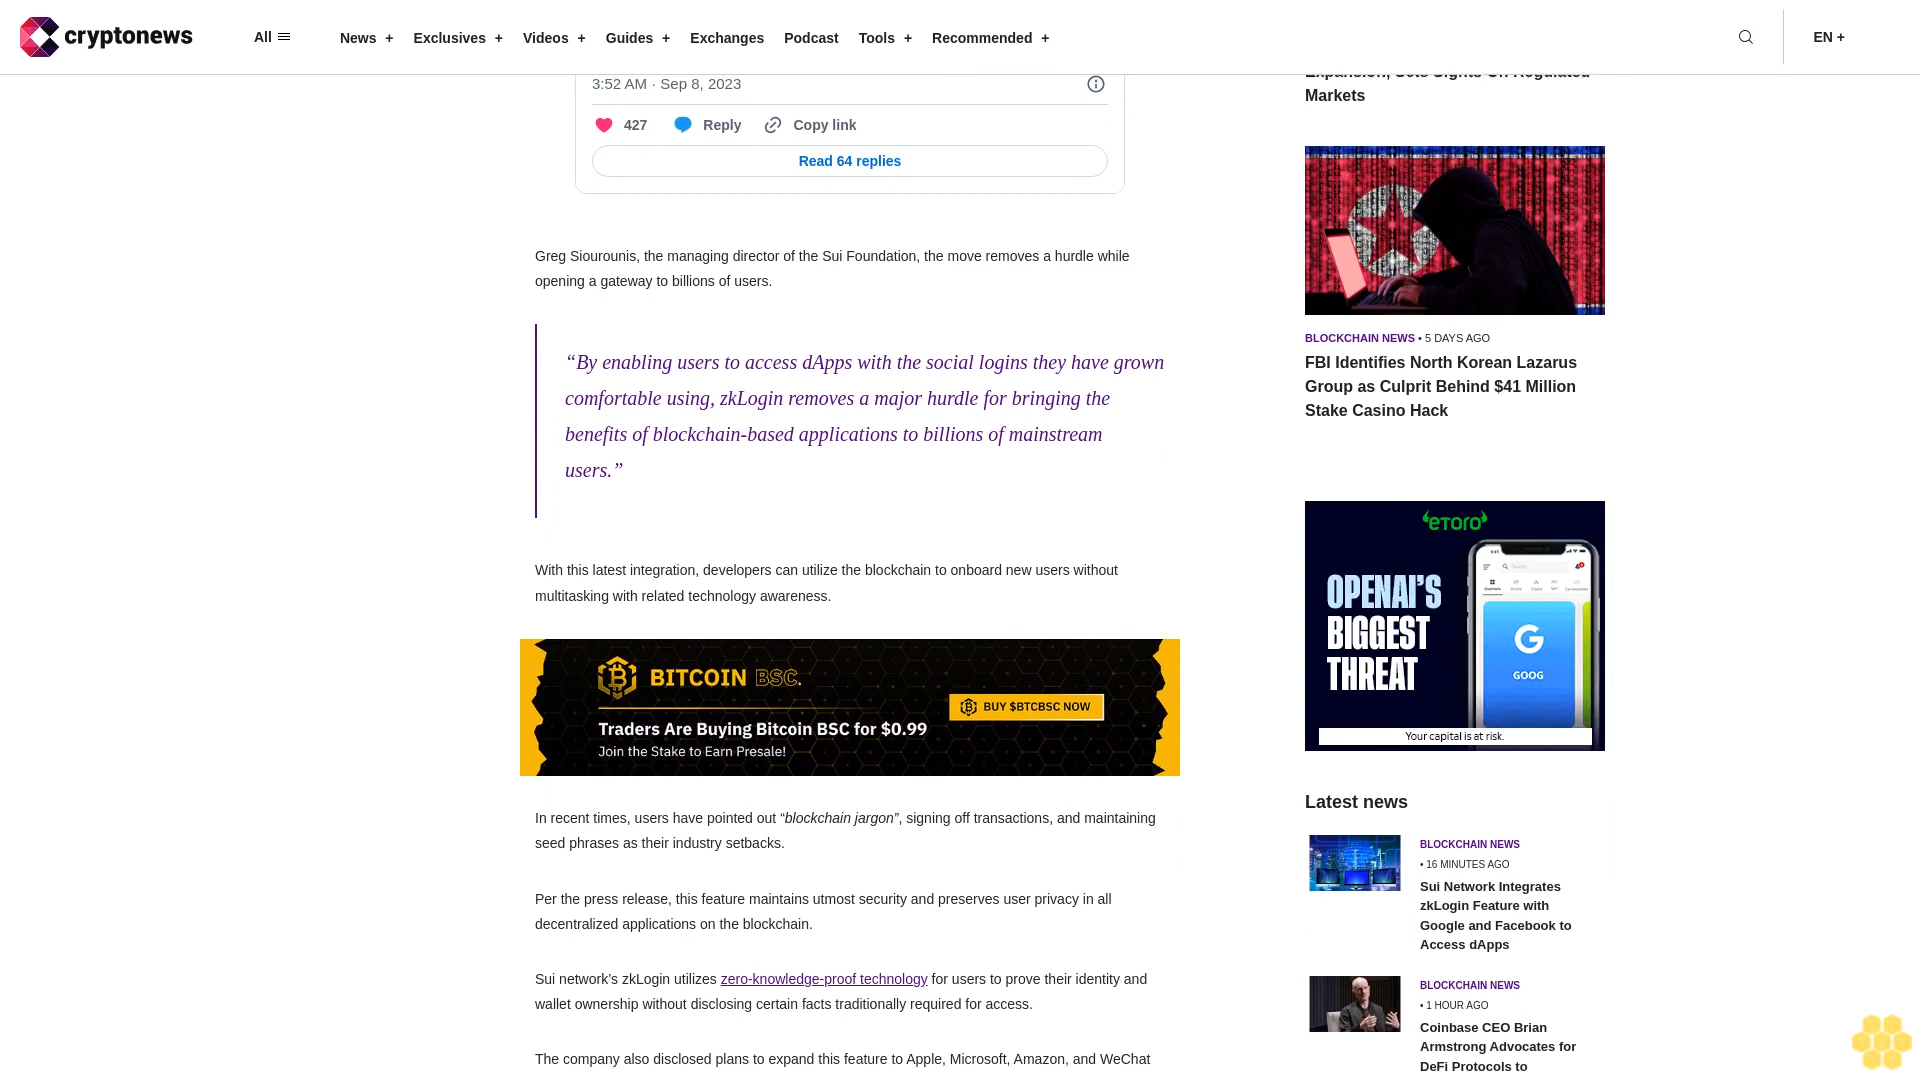 cryptonews
All
News +
Exclusives +
Videos +
Guides +
Exchanges
Podcast
Tools +
Recommended +
EN +
3:52 AM · Sep 8, 2023
427
Reply
Copy link
Read 64 replies
Greg Siourounis, the managing director of the Sui Foundation, the move removes a hurdle while
opening a gateway to billions of users.
“By enabling users to access dApps with the social logins they have grown
comfortable using, zkLogin removes a major hurdle for bringing the
benefits of blockchain-based applications to billions of mainstream
users.”
With this latest integration, developers can utilize the blockchain to onboard new users without
multitasking with related technology awareness.
BITCOIN BSC.
Traders Are Buying Bitcoin BSC for $0.99
Join the Stake to Earn Presale!
BUY $BTCBSC NOW
In recent times, users have pointed out “blockchain jargon”, signing off transactions, and maintaining
seed phrases as their industry setbacks.
Per the press release, this feature maintains utmost security and preserves user privacy in all
decentralized applications on the blockchain.
Sui network’s zkLogin utilizes zero-knowledge-proof technology for users to prove their identity and
wallet ownership without disclosing certain facts traditionally required for access.
The company also disclosed plans to expand this feature to Apple, Microsoft, Amazon, and WeChat
Expansion, Sets Sights On Regulated
Markets
BLOCKCHAIN NEWS • 5 DAYS AGO
FBI Identifies North Korean Lazarus
Group as Culprit Behind $41 Million
Stake Casino Hack
eToro
OPENAI'S
BIGGEST
THREAT
9:41
Search
Overview
GOOG
Your capital is at risk.
Latest news
BLOCKCHAIN NEWS
• 16 MINUTES AGO
Sui Network Integrates
zkLogin Feature with
Google and Facebook to
Access dApps
BLOCKCHAIN NEWS
• 1 HOUR AGO
Coinbase CEO Brian
Armstrong Advocates for
DeFi Protocols to